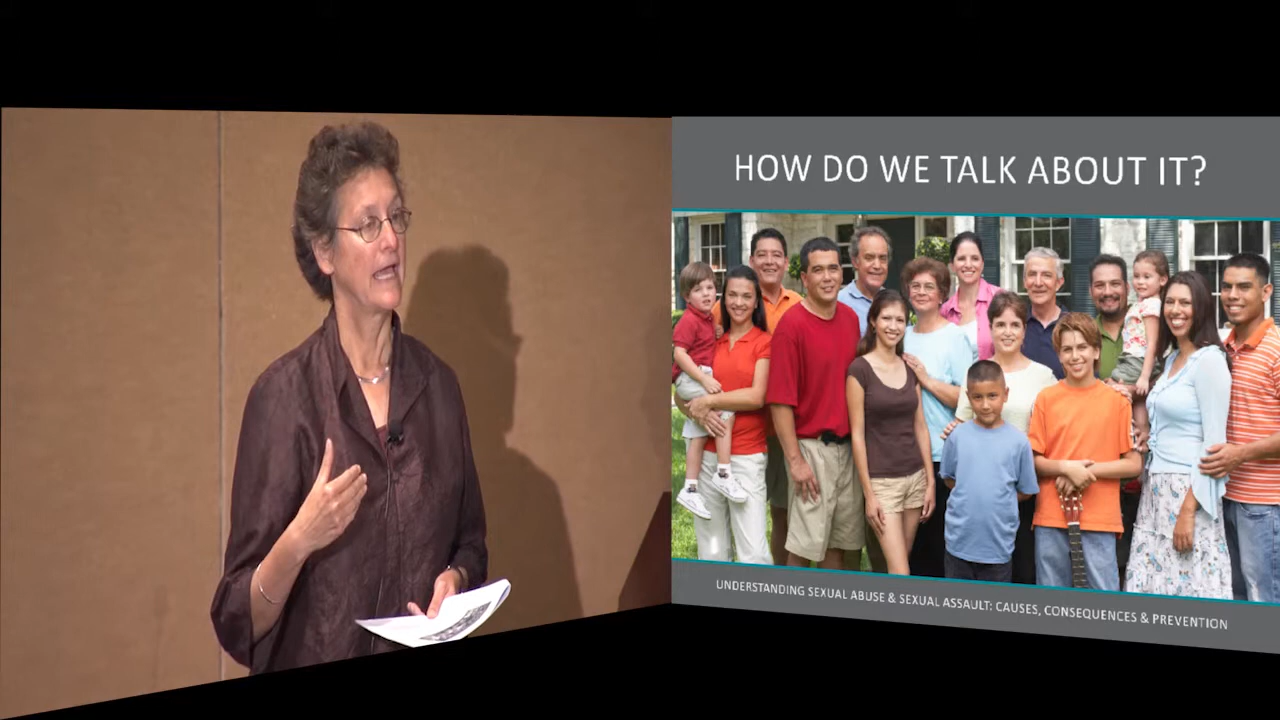 HOW DO WE TALK ABOUT IT?
UNDERSTANDING SEXUAL ABUSE & SEXUAL ASSAULT: CAUSES, CONSEQUENCES & PREVENTION